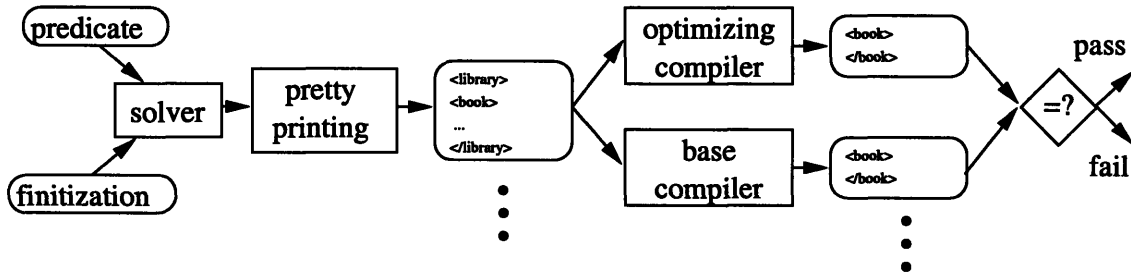 predicate
finitization
solver
pretty
printing
<library>
<book>
...
</library>
optimizing
compiler
base
compiler
<book>
</book>
<book>
</book>
=?
pass
fail